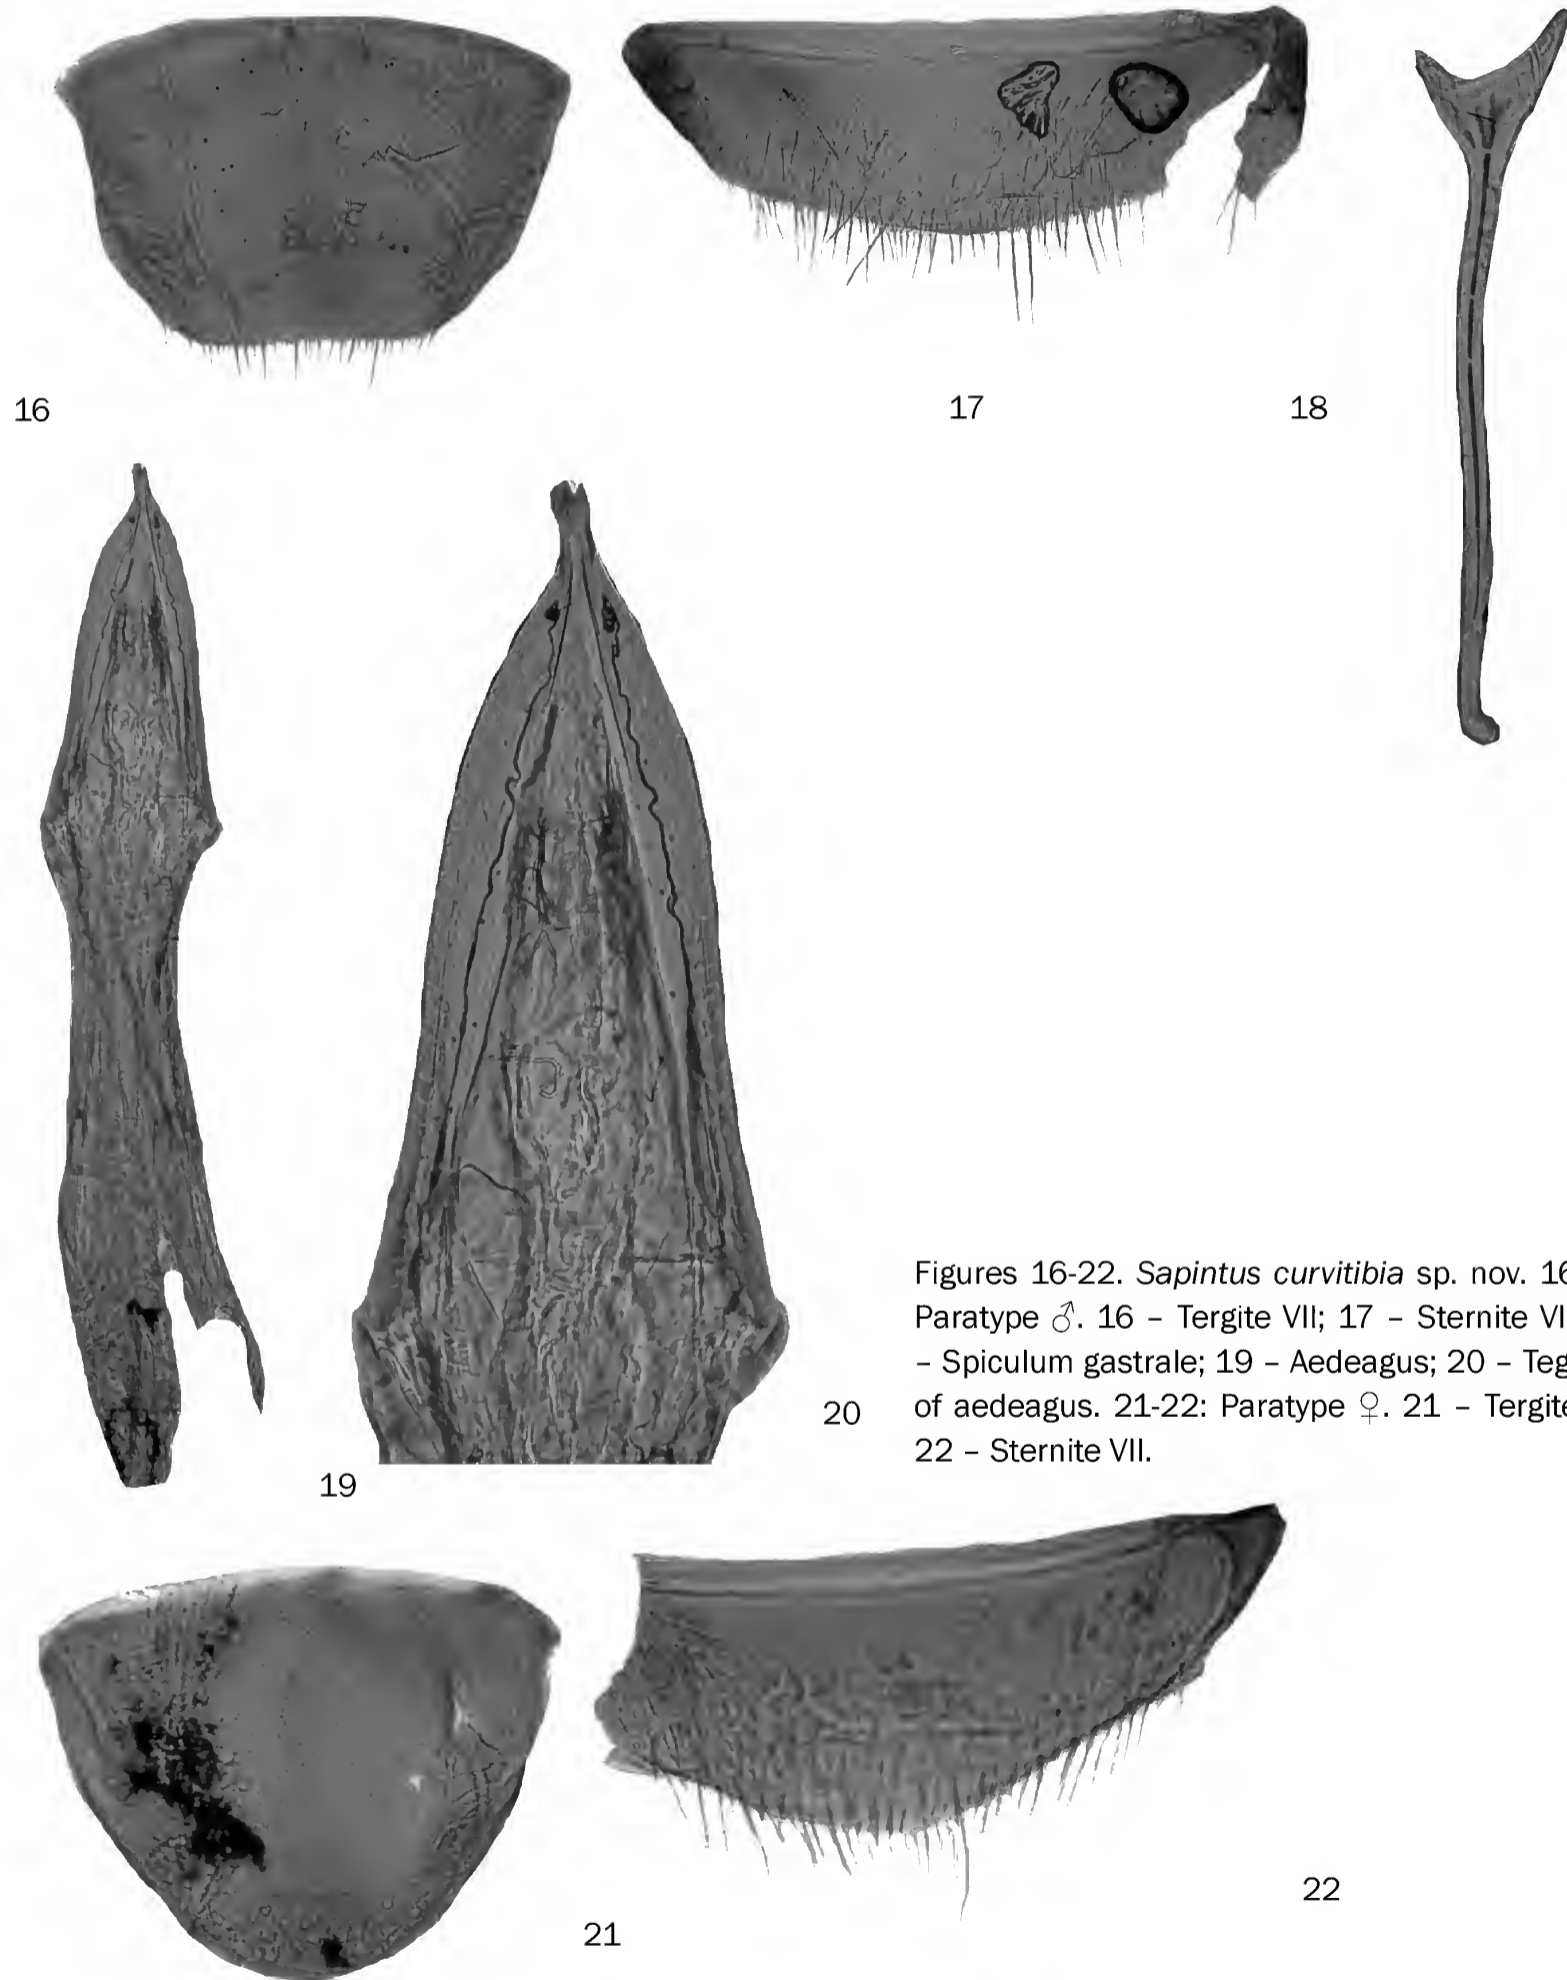 16
17
18
19
20
Figures 16-22. Sapintus curvitibia sp. nov. 16
Paratype ♂. 16 – Tergite VII; 17 – Sternite VI
– Spiculum gastrale; 19 – Aedeagus; 20 – Teg
of aedeagus. 21-22: Paratype ♀. 21 – Tergite
22 – Sternite VII.
21
22